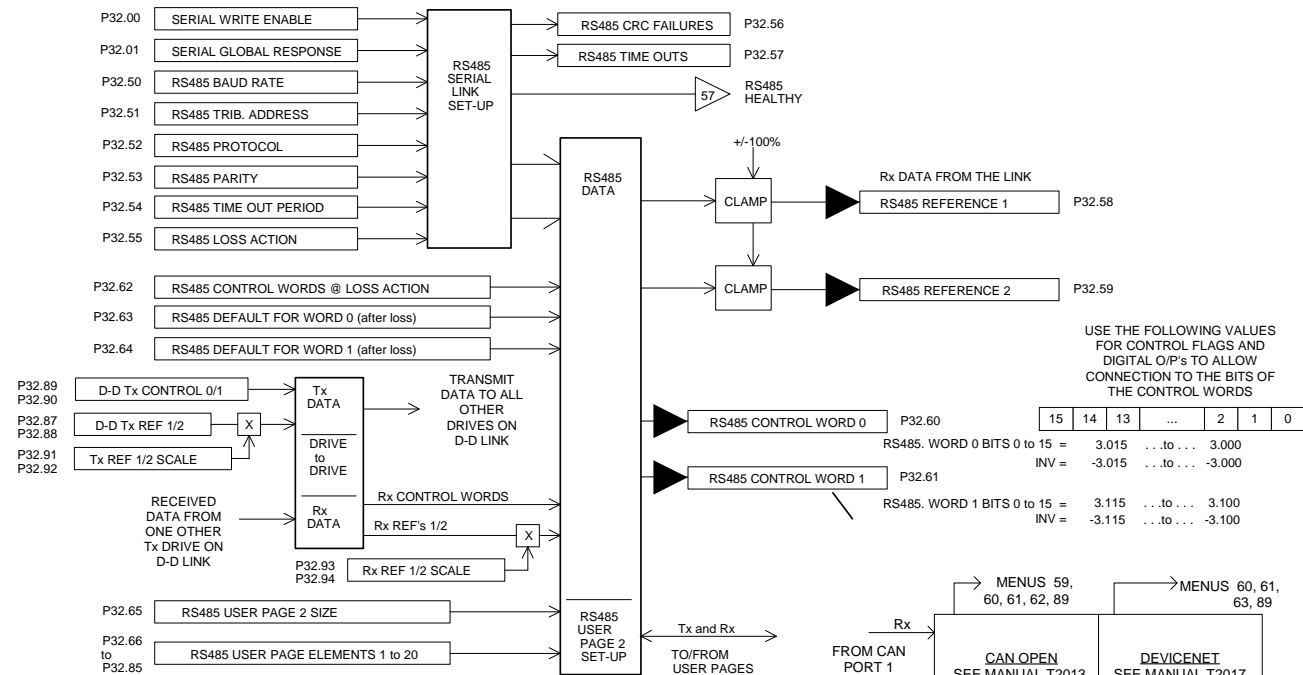 P32.00 SERIAL WRITE ENABLE
P32.01 SERIAL GLOBAL RESPONSE
P32.50 RS485 BAUD RATE
P32.51 RS485 TRIB. ADDRESS
P32.52 RS485 PROTOCOL
P32.53 RS485 PARITY
P32.54 RS485 TIME OUT PERIOD
P32.55 RS485 LOSS ACTION
RS485
SERIAL
LINK
SET-UP
RS485 CRC FAILURES P32.56
RS485 TIME OUTS P32.57
57
RS485
HEALTHY
P32.62 RS485 CONTROL WORDS @ LOSS ACTION
P32.63 RS485 DEFAULT FOR WORD 0 (after loss)
P32.64 RS485 DEFAULT FOR WORD 1 (after loss)
RS485
DATA
+/-100%
CLAMP
Rx DATA FROM THE LINK
RS485 REFERENCE 1 P32.58
CLAMP
RS485 REFERENCE 2 P32.59
P32.89
P32.90
D-D Tx CONTROL 0/1
P32.87
P32.88
D-D Tx REF 1/2
X
P32.91
P32.92
Tx REF 1/2 SCALE
Tx
DATA
DRIVE
to
DRIVE
Rx
DATA
TRANSMIT
DATA TO ALL
OTHER
DRIVES ON
D-D LINK
RECEIVED
DATA FROM
ONE OTHER
Tx DRIVE ON
D-D LINK
Rx CONTROL WORDS
Rx REF's 1/2
X
P32.93
P32.94
Rx REF 1/2 SCALE
RS485 CONTROL WORD 0 P32.60
RS485 CONTROL WORD 1 P32.61
USE THE FOLLOWING VALUES
FOR CONTROL FLAGS AND
DIGITAL O/P's TO ALLOW
CONNECTION TO THE BITS OF
THE CONTROL WORDS
15 14 13 ... 2 1 0
RS485. WORD 0 BITS 0 to 15 = 3.015 . . .to . . . 3.000
INV = -3.015 . . .to . . . -3.000
RS485. WORD 1 BITS 0 to 15 = 3.115 . . .to . . . 3.100
INV = -3.115 . . .to . . . -3.100
P32.65 RS485 USER PAGE 2 SIZE
P32.66
to
P32.85
RS485 USER PAGE ELEMENTS 1 to 20
RS485
USER
PAGE 2
SET-UP
Tx and Rx
TO/FROM
USER PAGES
MENUS 59,
60, 61, 62, 89
MENUS 60, 61,
63, 89
Rx
FROM CAN
PORT 1
CAN OPEN
SEE MANUAL T2013
DEVICENET
SEE MANUAL T2017